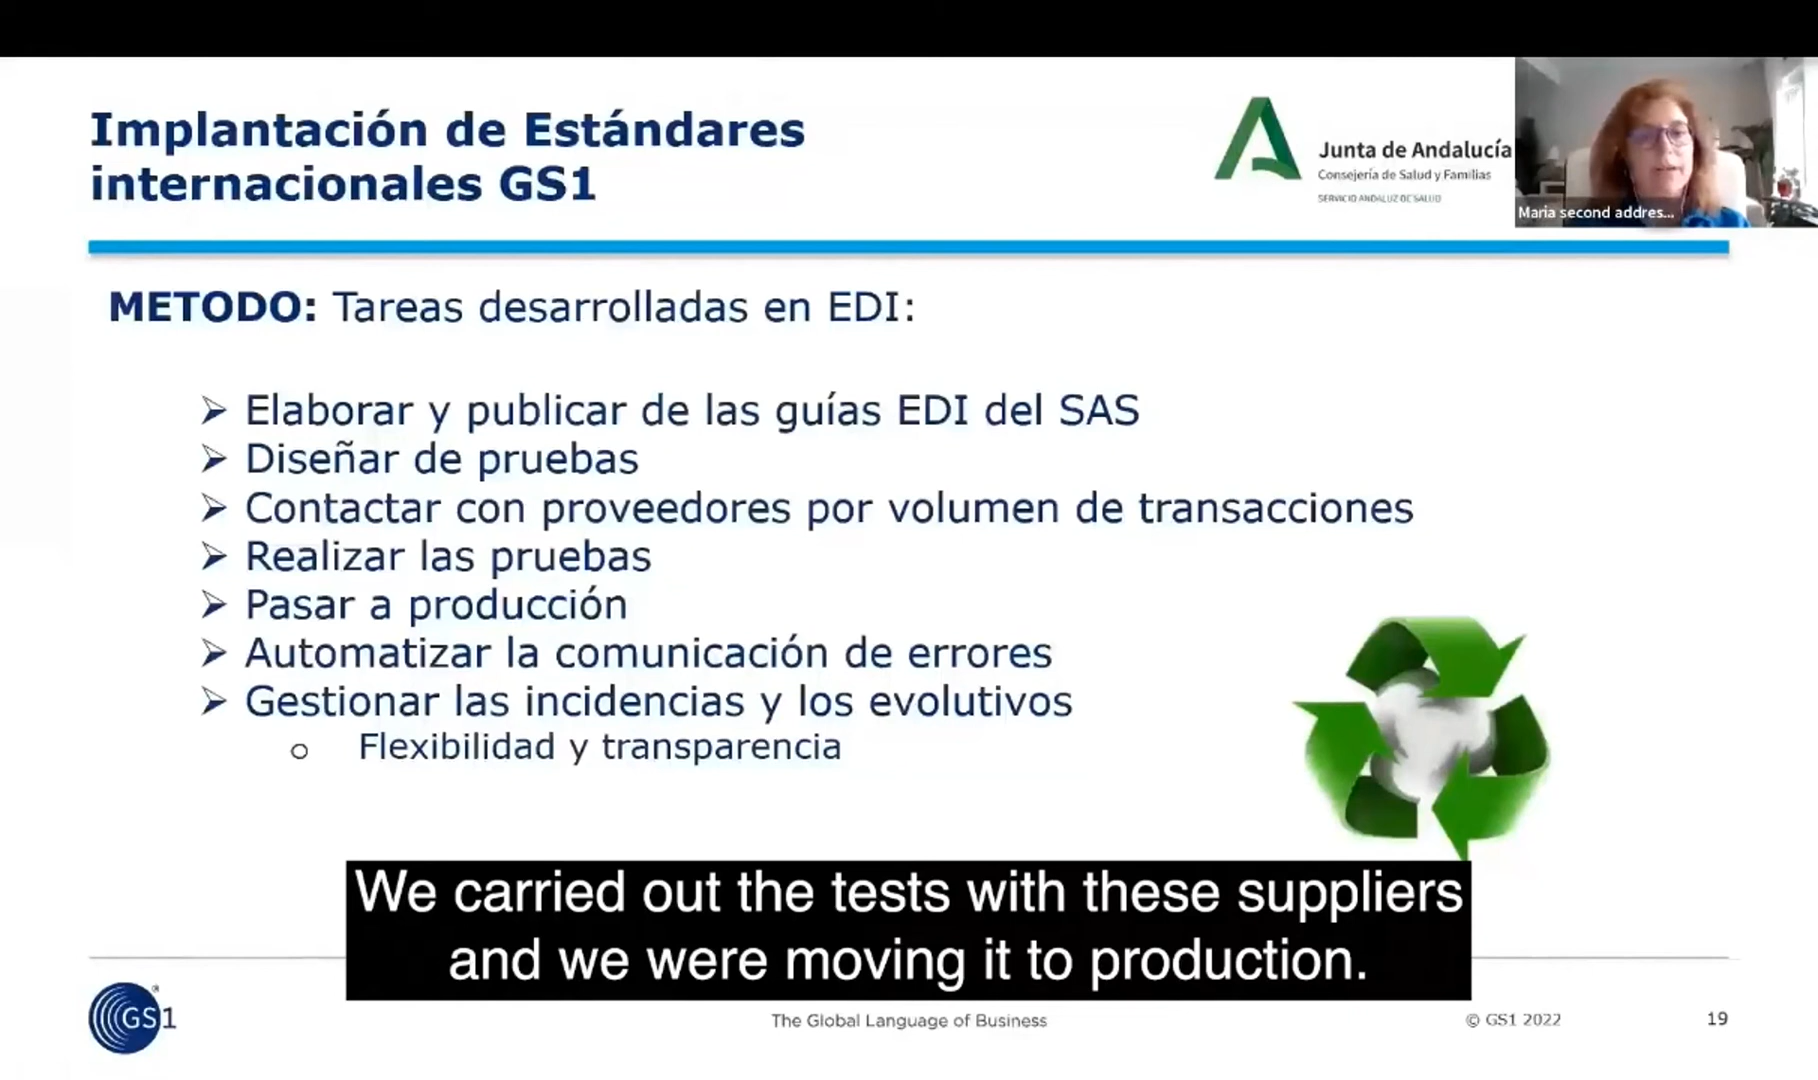 Implantación de Estándares
internacionales GS1
Junta de Andalucía
Consejería de Salud y Familias
SERVICIO ANDALUZ DE SALUD
Maria second addres...
METODO: Tareas desarrolladas en EDI:
➢ Elaborar y publicar de las guías EDI del SAS
➢ Diseñar de pruebas
➢ Contactar con proveedores por volumen de transacciones
➢ Realizar las pruebas
➢ Pasar a producción
➢ Automatizar la comunicación de errores
➢ Gestionar las incidencias y los evolutivos
o Flexibilidad y transparencia
We carried out the tests with these suppliers
and we were moving it to production.
GS1®
The Global Language of Business
© GS1 2022
19